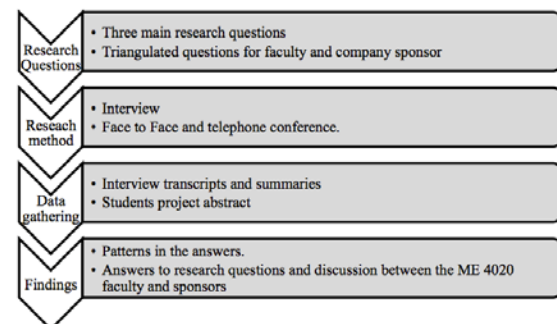 Research
Questions
• Three main research questions
• Triangulated questions for faculty and company sponsor
Reseach
method
• Interview
• Face to Face and telephone conference.
Data
gathering
• Interview transcripts and summaries
• Students project abstract
Findings
• Patterns in the answers.
• Answers to research questions and discussion between the ME 4020
faculty and sponsors